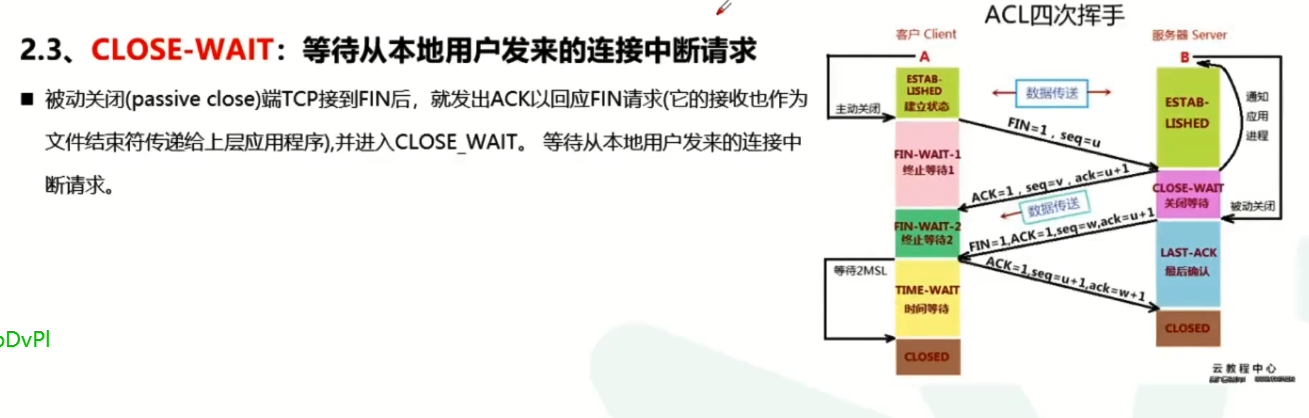 ACL四次挥手
2.3、CLOSE-WAIT：等待从本地用户发来的连接中断请求
■ 被动关闭(passive close)端TCP接到FIN后，就发出ACK以回应FIN请求(它的接收也作为
文件结束符传递给上层应用程序),并进入CLOSE_WAIT。 等待从本地用户发来的连接中
断请求。
oDvPl
客户 Client
A
服务器 Server
B
主动关闭
ESTAB-
LISHED
建立状态
数据传送
ESTAB-
LISHED
通知
应用
进程
FIN=1，seq=u
FIN-WAIT-1
终止等待1
ACK=1，seq=v，ack=u+1
CLOSE-WAIT
关闭等待
数据传送
被动关闭
FIN-WAIT-2
终止等待2
FIN=1,ACK=1,seq=w,ack=u+1
LAST-ACK
最后确认
等待2MSL
ACK=1,seq=u+1,ack=w+1
TIME-WAIT
时间等待
CLOSED
CLOSED
云教程中心